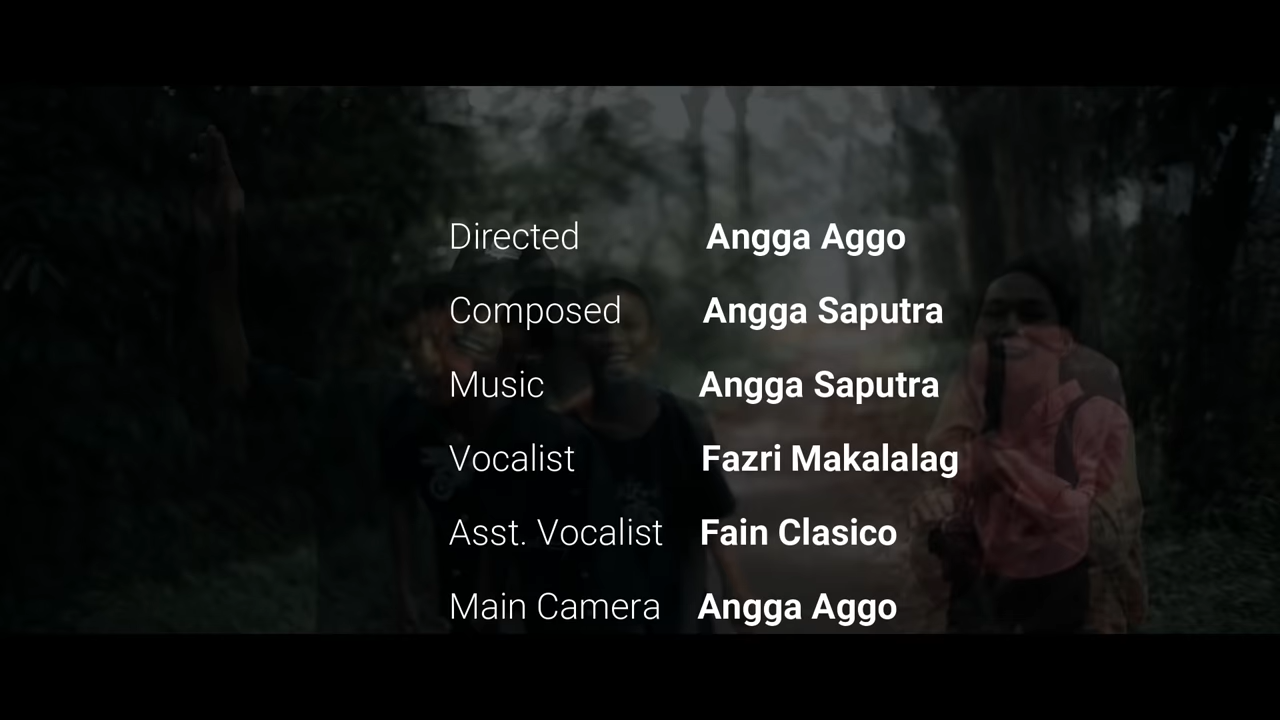 Directed Angga Aggo
Composed Angga Saputra
Music Angga Saputra
Vocalist Fazri Makalalag
Asst. Vocalist Fain Clasico
Main Camera Angga Aggo